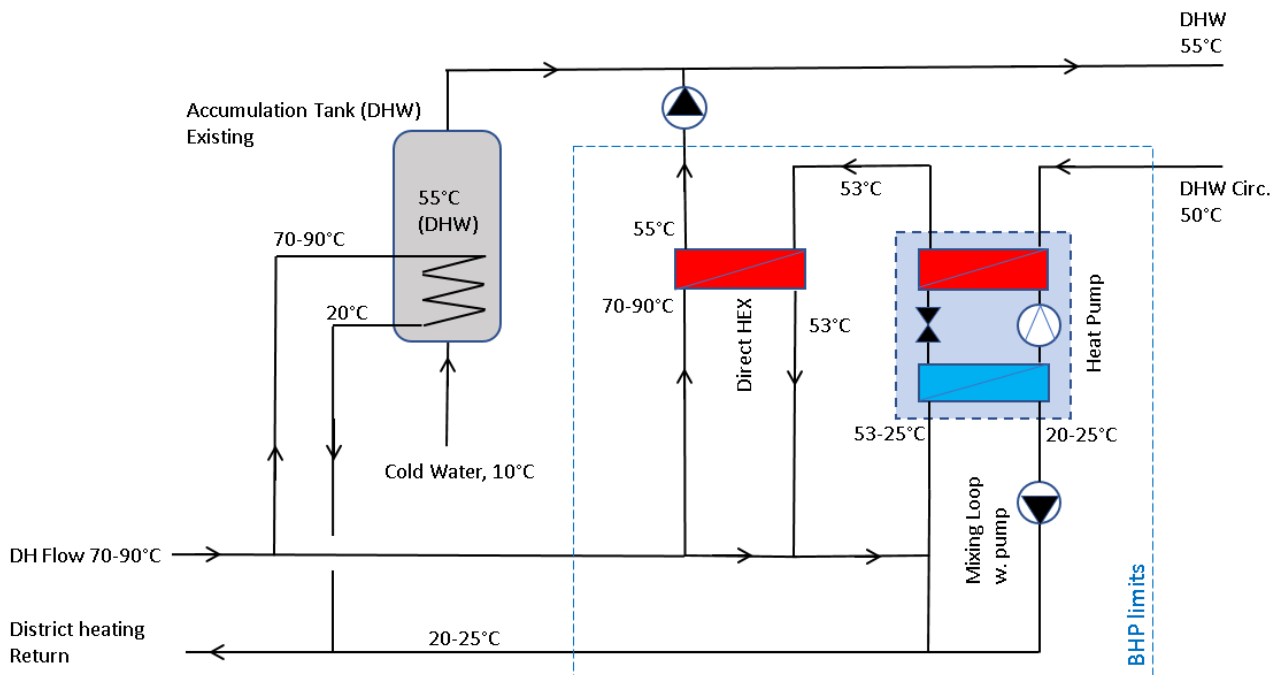 DHW
55°C
Accumulation Tank (DHW)
Existing
55°C
(DHW)
70-90°C
20°C
Cold Water, 10°C
53°C
DHW Circ.
50°C
55°C
70-90°C
Direct HEX
53°C
Heat Pump
53-25°C
20-25°C
Mixing Loop
w. pump
DH Flow 70-90°C
District heating
Return
20-25°C
BHP limits